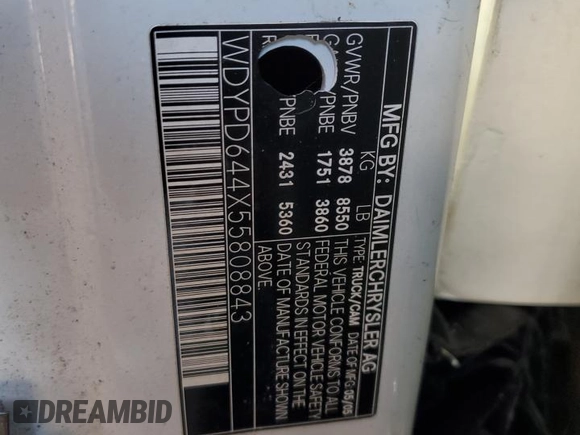 MFG BY: DAIMLERCHRYSLER AG
KG LB TYPE: TRUCK/CAM DATE OF MFG: 05/05
GVWR/PNBV 3878 8550 THIS VEHICLE CONFORMS TO ALL
/PNBE 1751 3860 FEDERAL MOTOR VEHICLE SAFETY
/PNBE 2431 5360 STANDARDS IN EFFECT ON THE
DATE OF MANUFACTURE SHOWN
ABOVE.
WDYPD644X55808843
DREAMBID